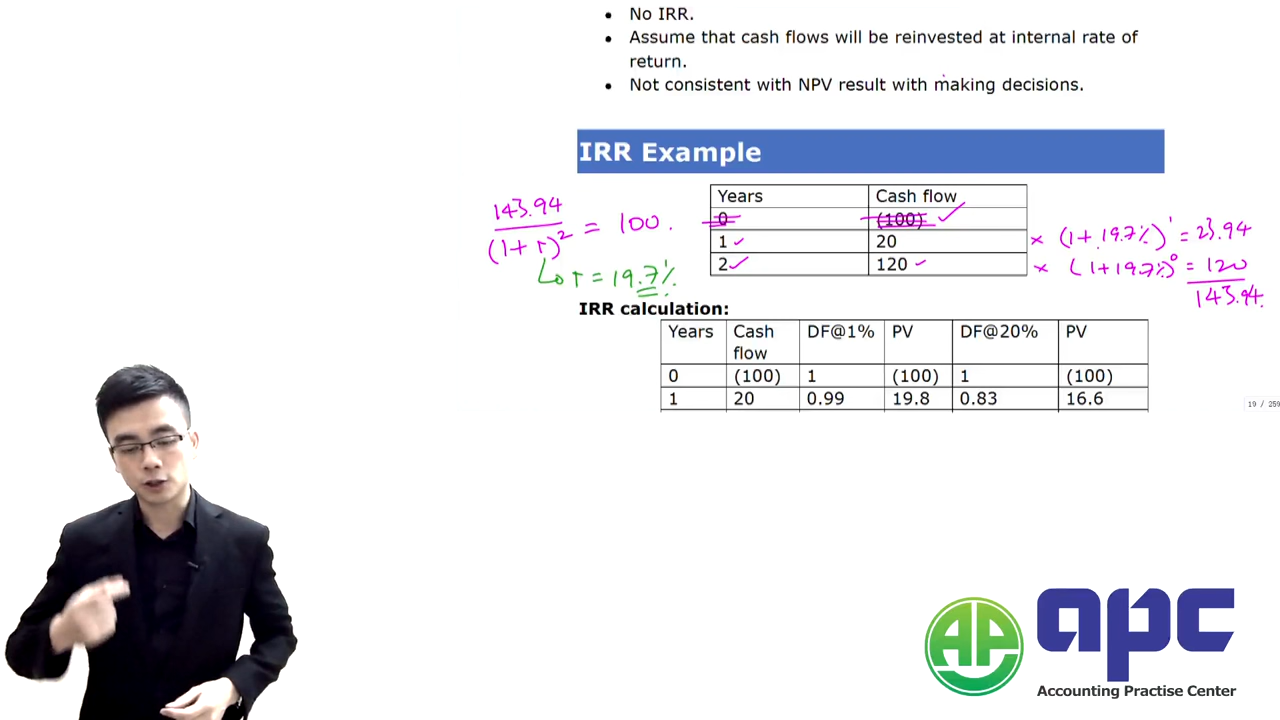 • No IRR.
• Assume that cash flows will be reinvested at internal rate of
return.
• Not consistent with NPV result with making decisions.
IRR Example
Years Cash flow
0 (100)
1 20
2 120
143.94 / (1 + r)² = 100.
↳ r = 19.7%
× (1 + 19.7%)¹ = 23.94
× (1 + 19.7%)⁰ = 120
143.94.
IRR calculation:
Years Cash flow DF@1% PV DF@20% PV
0 (100) 1 (100) 1 (100)
1 20 0.99 19.8 0.83 16.6
19 / 259
AP
apc
Accounting Practise Center